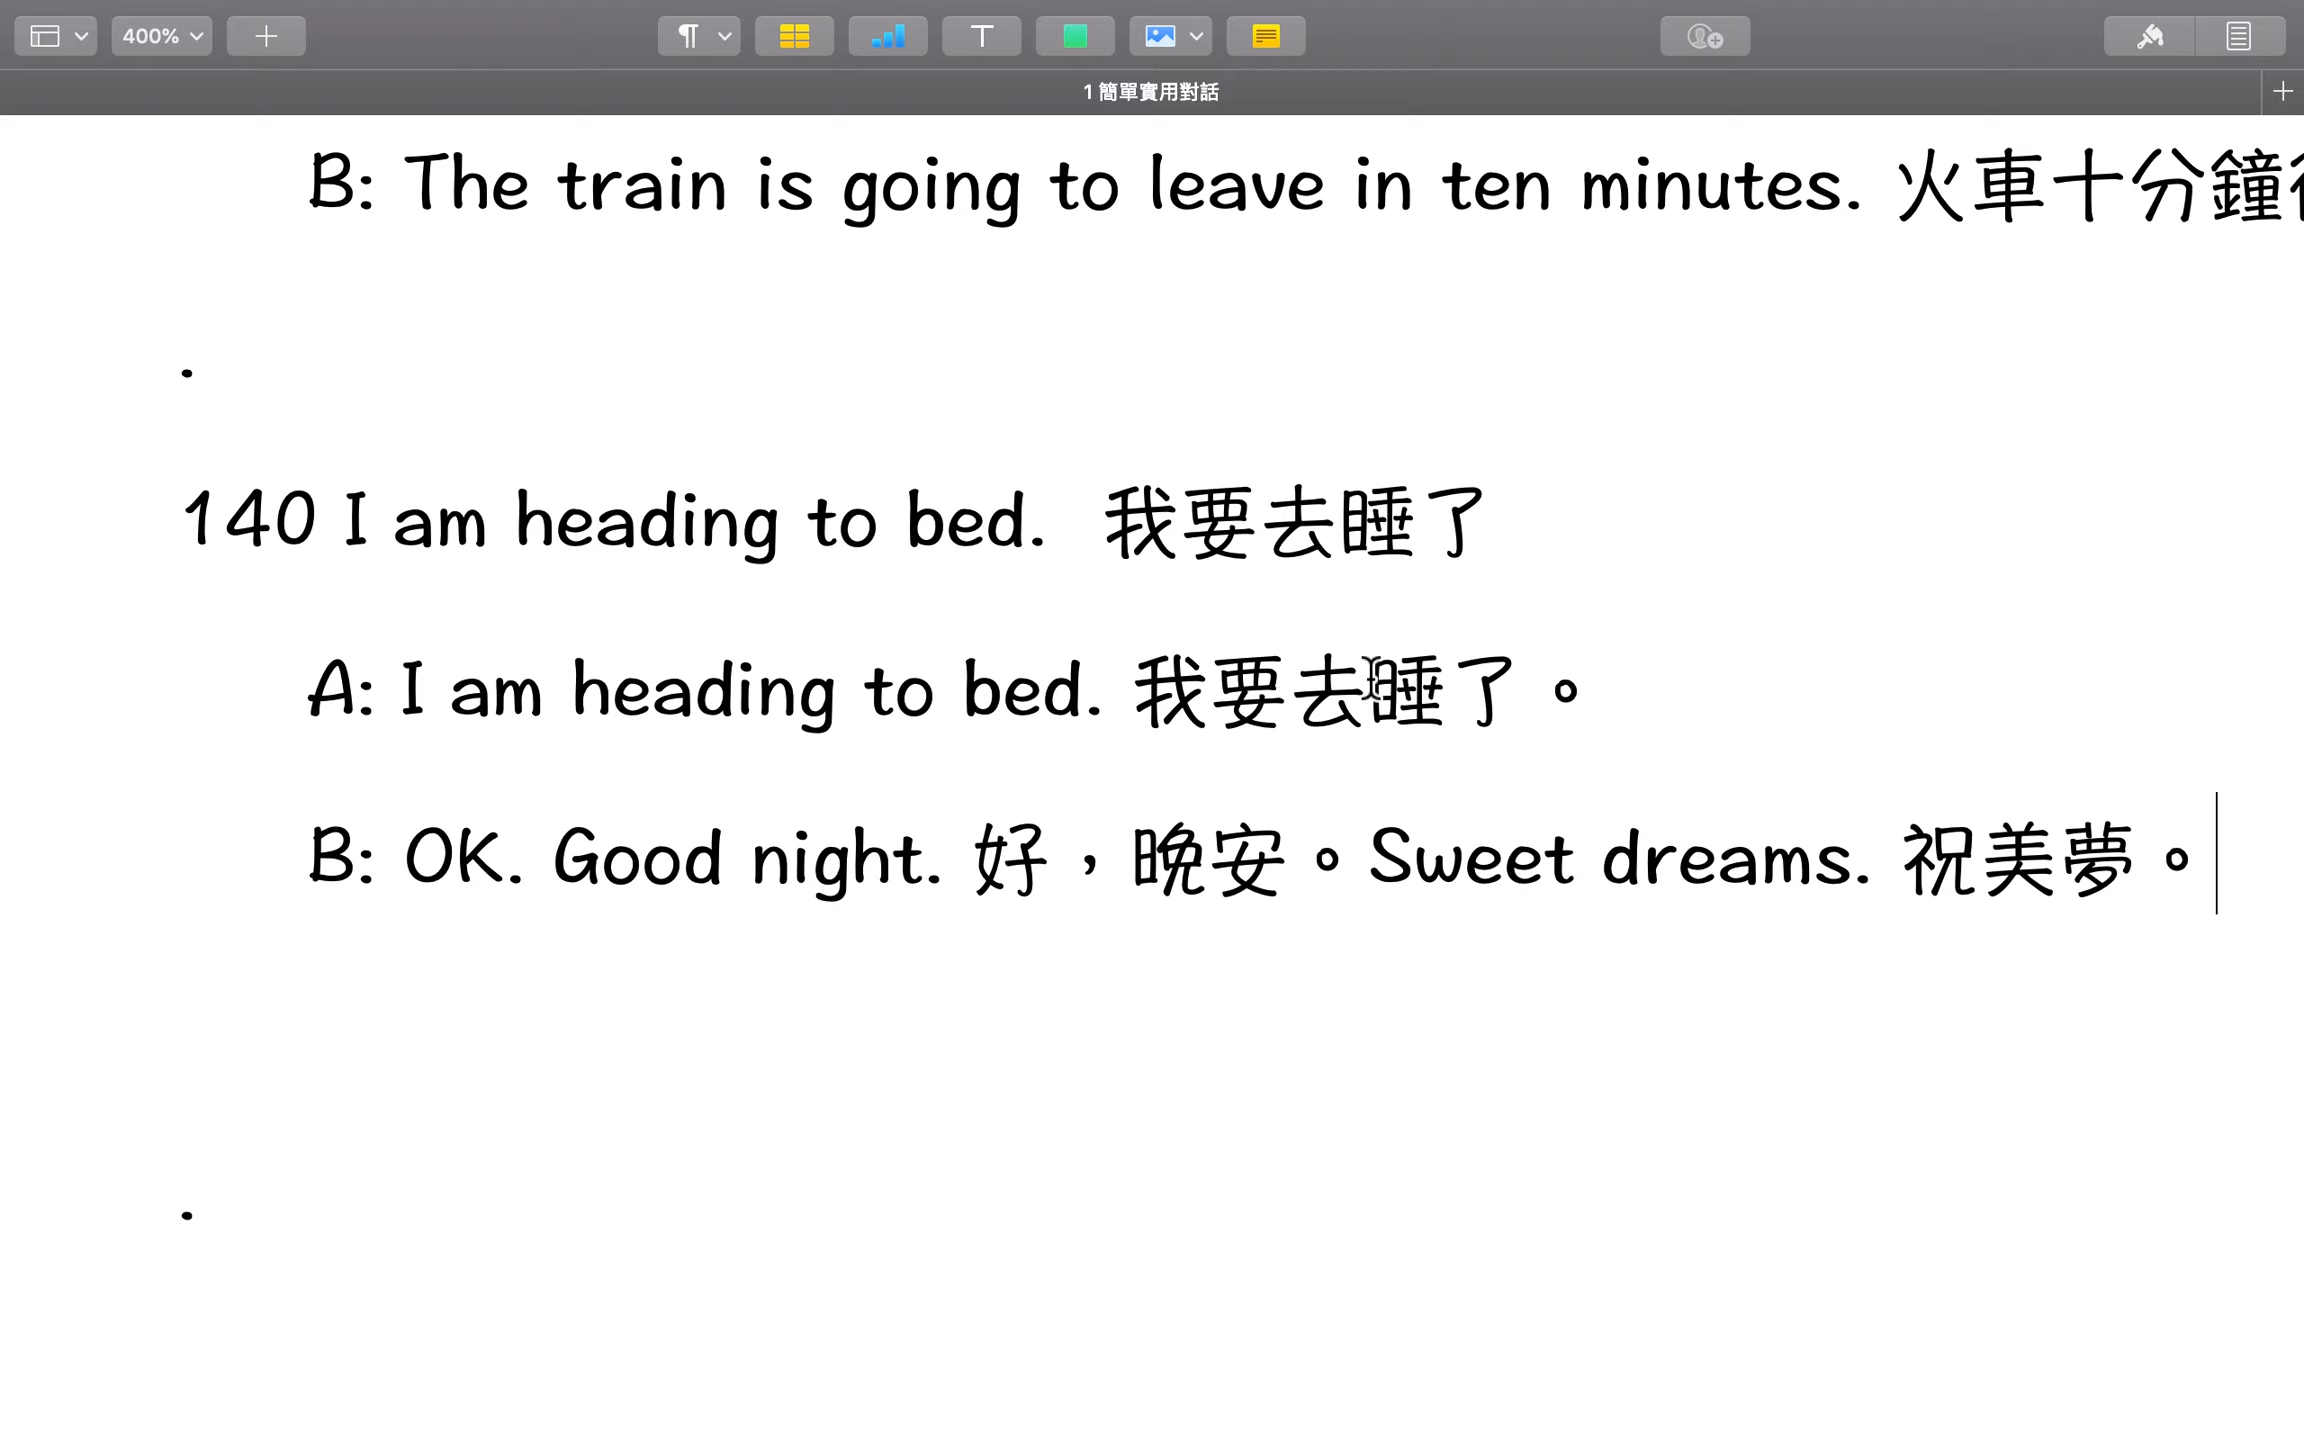 400%
1 簡單實用對話
B: The train is going to leave in ten minutes. 火車十分鐘
.
140 I am heading to bed. 我要去睡了
A: I am heading to bed. 我要去睡了。
B: OK. Good night. 好，晚安。Sweet dreams. 祝美夢。
.